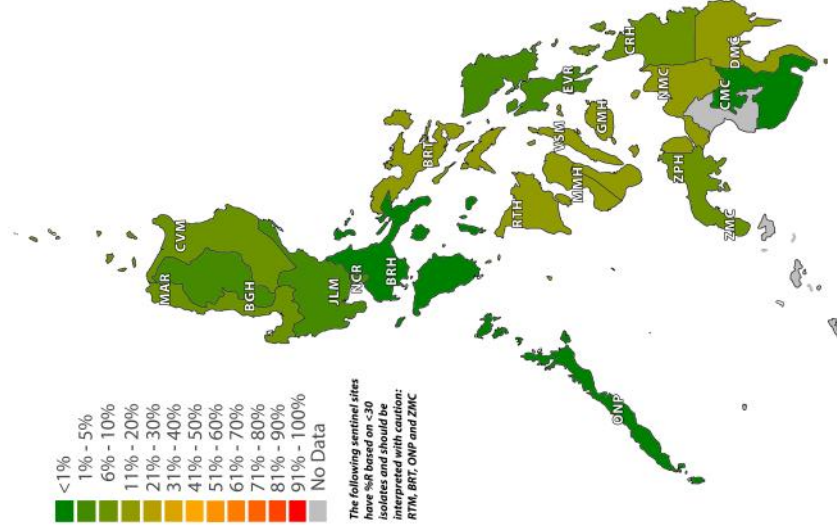 <1%
1% - 5%
6% - 10%
11% - 20%
21% - 30%
31% - 40%
41% - 50%
51% - 60%
61% - 70%
71% - 80%
81% - 90%
91% - 100%
No Data
The following sentinel sites
have %R based on <30
isolates and should be
interpreted with caution:
RTM, BRT, ONP and ZMC
MAR
CVM
BGH
JLM
NCR
BRH
BRT
RTH
VSM
MMH
GMH
EVR
CRH
ONP
ZPH
ZMC
NMC
CMC
DMC